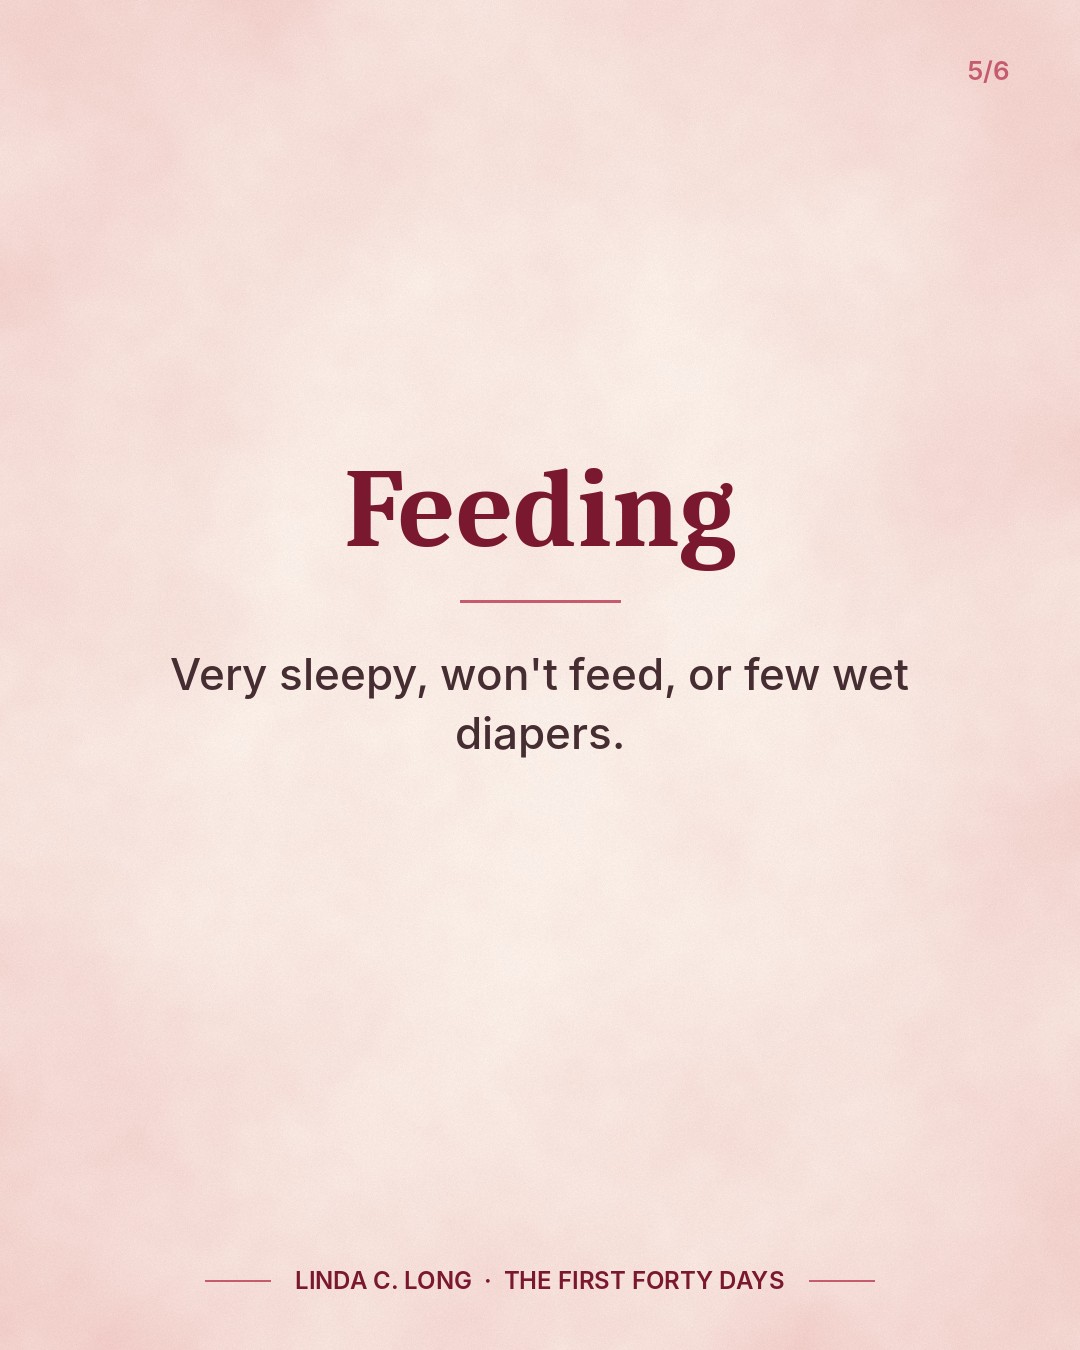 5/6
Feeding
Very sleepy, won't feed, or few wet
diapers.
LINDA C. LONG · THE FIRST FORTY DAYS